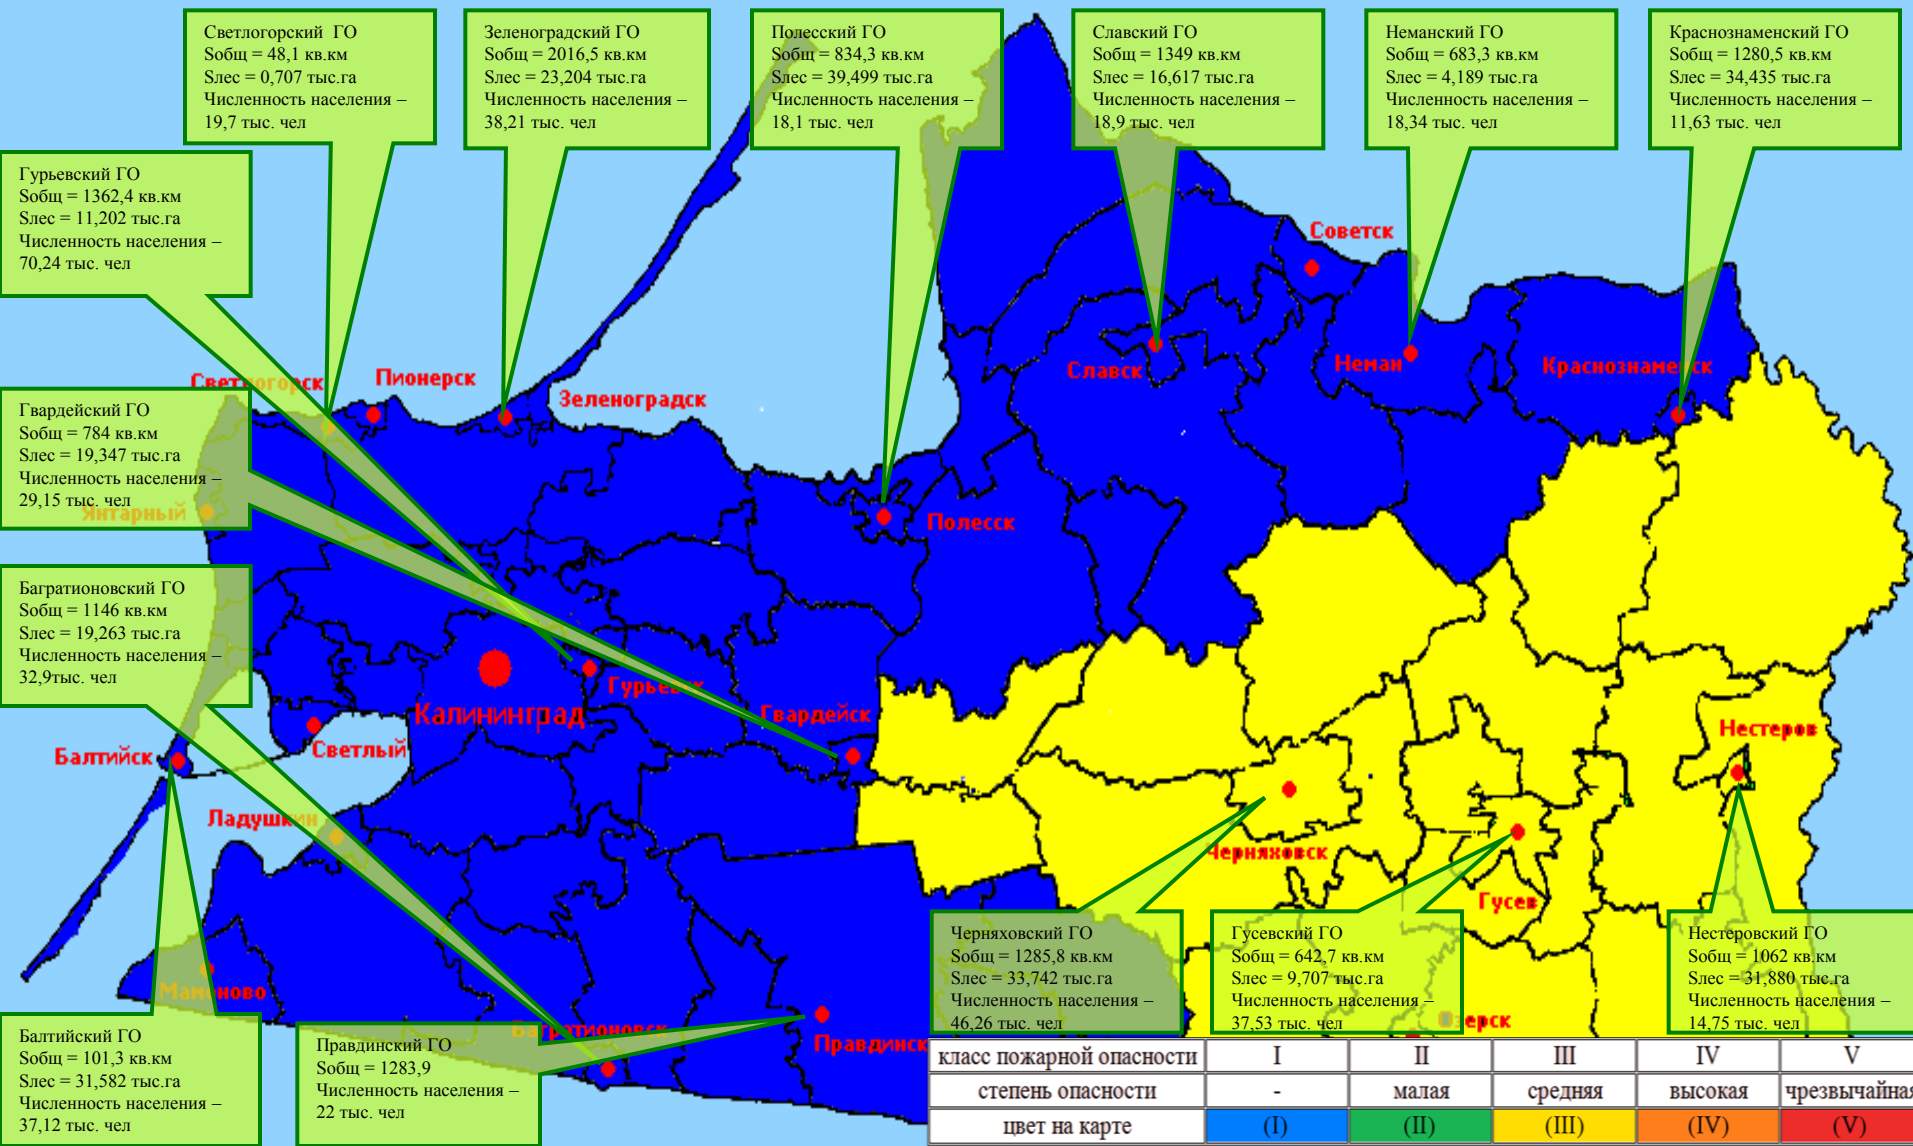 Светлогорский ГО
Sобщ = 48,1 кв.км
Sлес = 0,707 тыс.га
Численность населения –
19,7 тыс. чел
Зеленоградский ГО
Sобщ = 2016,5 кв.км
Sлес = 23,204 тыс.га
Численность населения –
38,21 тыс. чел
Полесский ГО
Sобщ = 834,3 кв.км
Sлес = 39,499 тыс.га
Численность населения –
18,1 тыс. чел
Славский ГО
Sобщ = 1349 кв.км
Sлес = 16,617 тыс.га
Численность населения –
18,9 тыс. чел
Неманский ГО
Sобщ = 683,3 кв.км
Sлес = 4,189 тыс.га
Численность населения –
18,34 тыс. чел
Краснознаменский ГО
Sобщ = 1280,5 кв.км
Sлес = 34,435 тыс.га
Численность населения –
11,63 тыс. чел
Гурьевский ГО
Sобщ = 1362,4 кв.км
Sлес = 11,202 тыс.га
Численность населения –
70,24 тыс. чел
Советск
Славск
Неман
Краснознаменск
Светлогорск
Пионерск
Зеленоградск
Гвардейский ГО
Sобщ = 784 кв.км
Sлес = 19,347 тыс.га
Численность населения –
29,15 тыс. чел
Янтарный
Полесск
Багратионовский ГО
Sобщ = 1146 кв.км
Sлес = 19,263 тыс.га
Численность населения –
32,9тыс. чел
Гурьевск
Калининград
Гвардейск
Светлый
Балтийск
Нестеров
Ладушкин
Черняховск
Гусев
Мамоново
Багратионовск
Правдинск
Озерск
Черняховский ГО
Sобщ = 1285,8 кв.км
Sлес = 33,742 тыс.га
Численность населения –
46,26 тыс. чел
Гусевский ГО
Sобщ = 642,7 кв.км
Sлес = 9,707 тыс.га
Численность населения –
37,53 тыс. чел
Нестеровский ГО
Sобщ = 1062 кв.км
Sлес = 31,880 тыс.га
Численность населения –
14,75 тыс. чел
Балтийский ГО
Sобщ = 101,3 кв.км
Sлес = 31,582 тыс.га
Численность населения –
37,12 тыс. чел
Правдинский ГО
Sобщ = 1283,9
Численность населения –
22 тыс. чел
класс пожарной опасности I II III IV V
степень опасности - малая средняя высокая чрезвычайная
цвет на карте (I) (II) (III) (IV) (V)